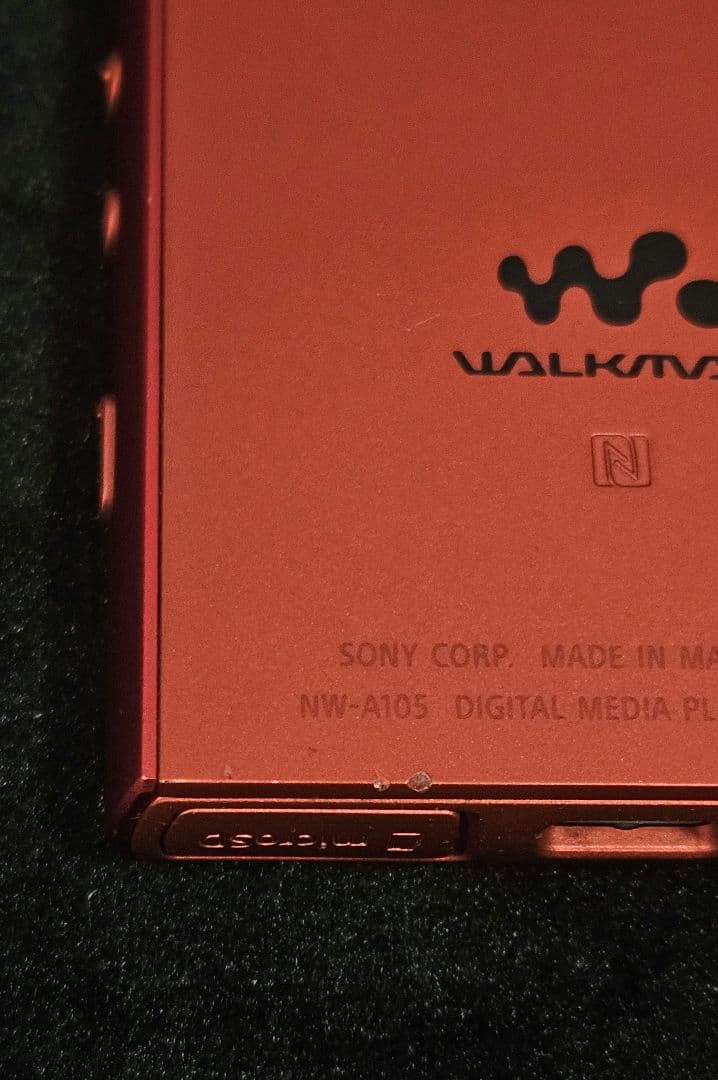 WALKMA
SONY CORP. MADE IN MA
NW-A105 DIGITAL MEDIA PL
microSD